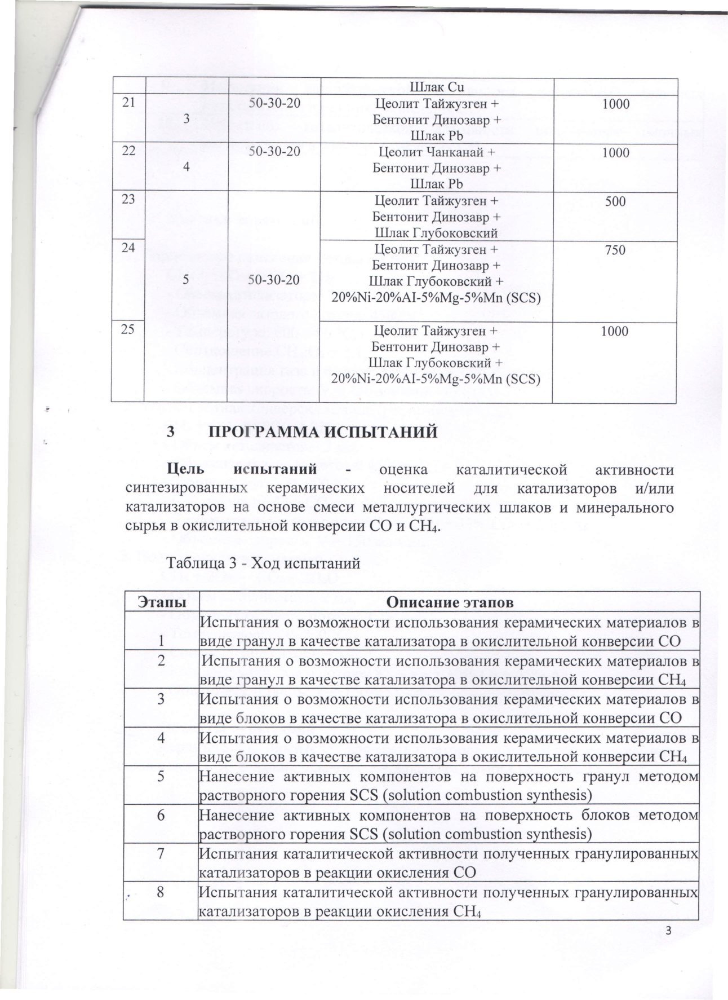 Шлак Cu
21 3 50-30-20 Цеолит Тайжузген + 1000
Бентонит Динозавр +
Шлак Pb
22 4 50-30-20 Цеолит Чанканай + 1000
Бентонит Динозавр +
Шлак Pb
23 Цеолит Тайжузген + 500
Бентонит Динозавр +
Шлак Глубоковский
24 Цеолит Тайжузген + 750
Бентонит Динозавр +
5 50-30-20 Шлак Глубоковский +
20%Ni-20%AI-5%Mg-5%Mn (SCS)
25 Цеолит Тайжузген + 1000
Бентонит Динозавр +
Шлак Глубоковский +
20%Ni-20%AI-5%Mg-5%Mn (SCS)
3 ПРОГРАММА ИСПЫТАНИЙ
Цель испытаний - оценка каталитической активности
синтезированных керамических носителей для катализаторов и/или
катализаторов на основе смеси металлургических шлаков и минерального
сырья в окислительной конверсии CO и CH₄.
Таблица 3 - Ход испытаний
Этапы Описание этапов
Испытания о возможности использования керамических материалов в
1 виде гранул в качестве катализатора в окислительной конверсии CO
2 Испытания о возможности использования керамических материалов в
виде гранул в качестве катализатора в окислительной конверсии CH₄
3 Испытания о возможности использования керамических материалов в
виде блоков в качестве катализатора в окислительной конверсии CO
4 Испытания о возможности использования керамических материалов в
виде блоков в качестве катализатора в окислительной конверсии CH₄
5 Нанесение активных компонентов на поверхность гранул методом
растворного горения SCS (solution combustion synthesis)
6 Нанесение активных компонентов на поверхность блоков методом
растворного горения SCS (solution combustion synthesis)
7 Испытания каталитической активности полученных гранулированных
катализаторов в реакции окисления CO
8 Испытания каталитической активности полученных гранулированных
катализаторов в реакции окисления CH₄
3